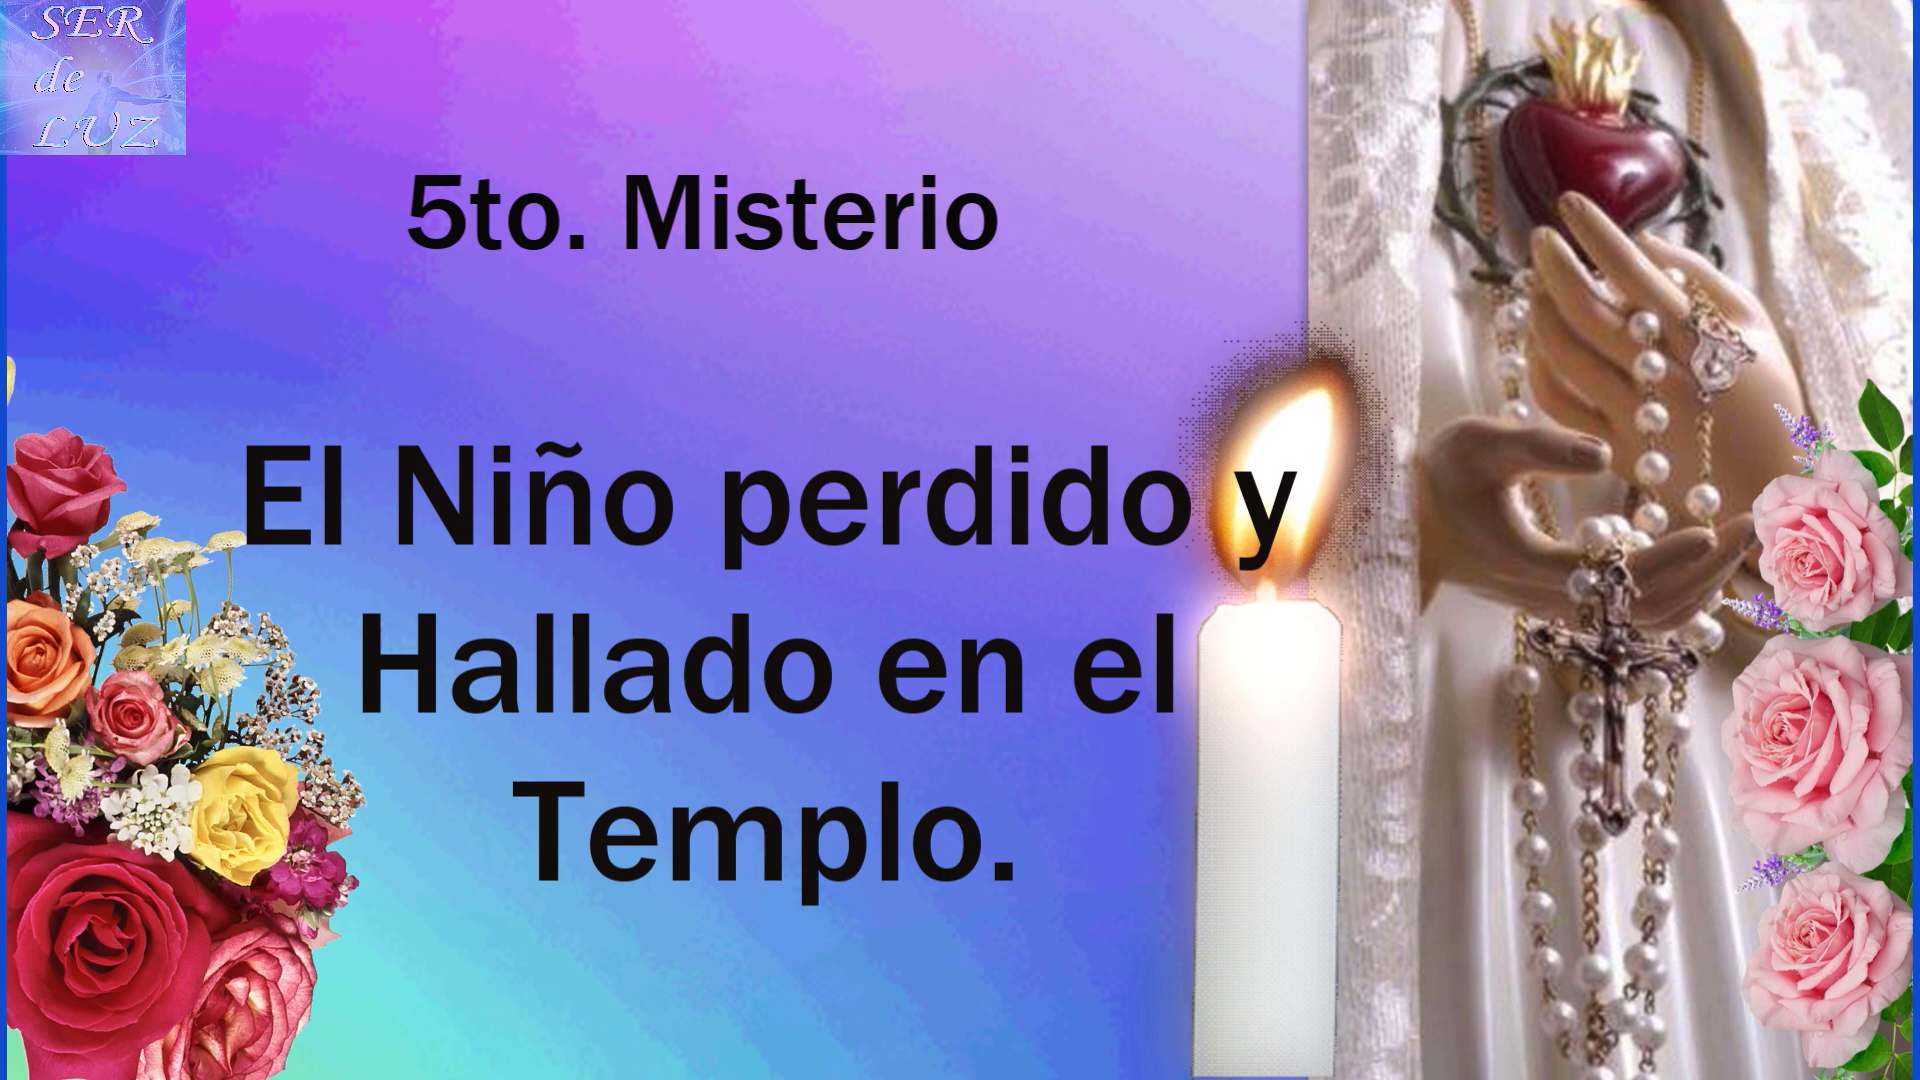 SER
de
LUZ
5to. Misterio
El Niño perdido y
Hallado en el
Templo.